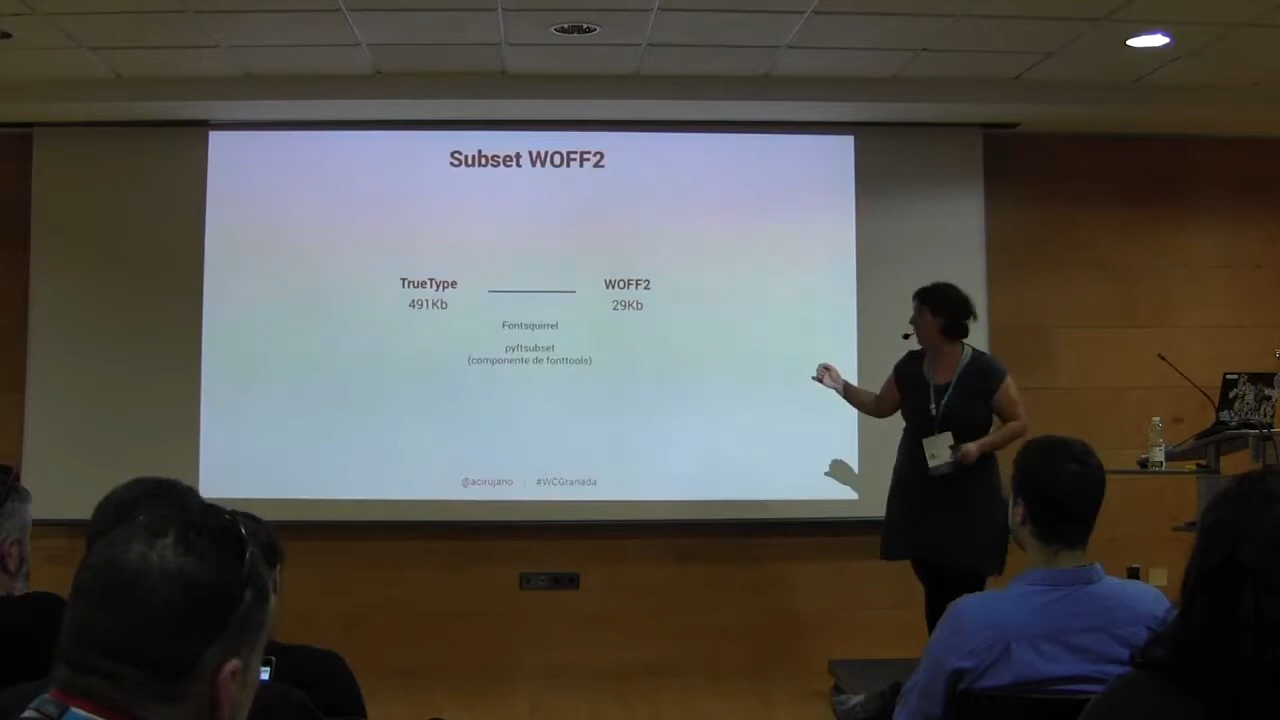 Subset WOFF2
TrueType
491Kb
WOFF2
29Kb
Fontsquirrel
pyftsubset
(componente de fonttools)
@acirujano | #WCGranada